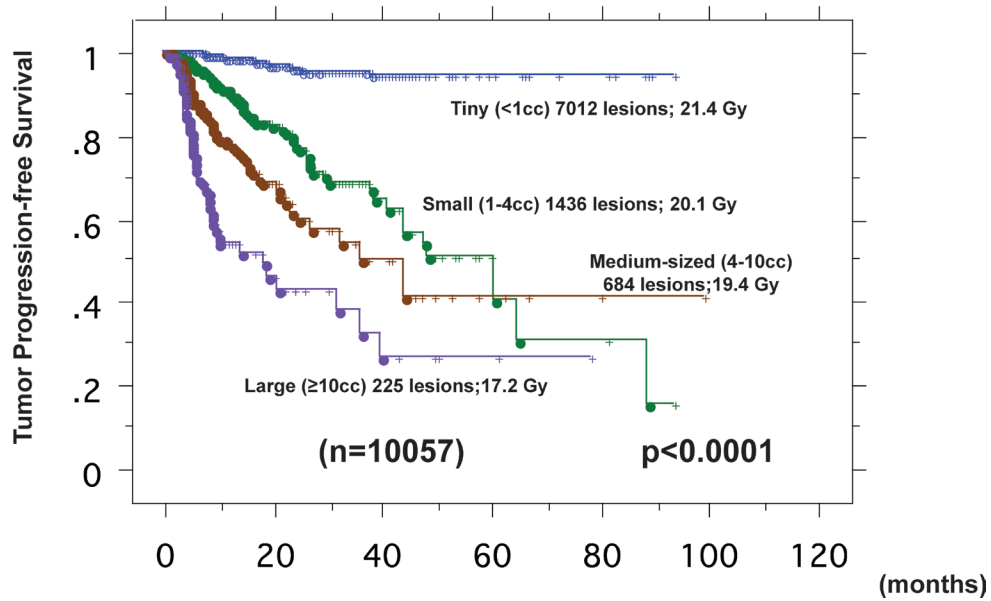 Tumor Progression-free Survival
1
.8
.6
.4
.2
0
Tiny (<1cc) 7012 lesions; 21.4 Gy
Small (1-4cc) 1436 lesions; 20.1 Gy
Medium-sized (4-10cc)
684 lesions;19.4 Gy
Large (≥10cc) 225 lesions;17.2 Gy
(n=10057)
p<0.0001
0
20
40
60
80
100
120
(months)